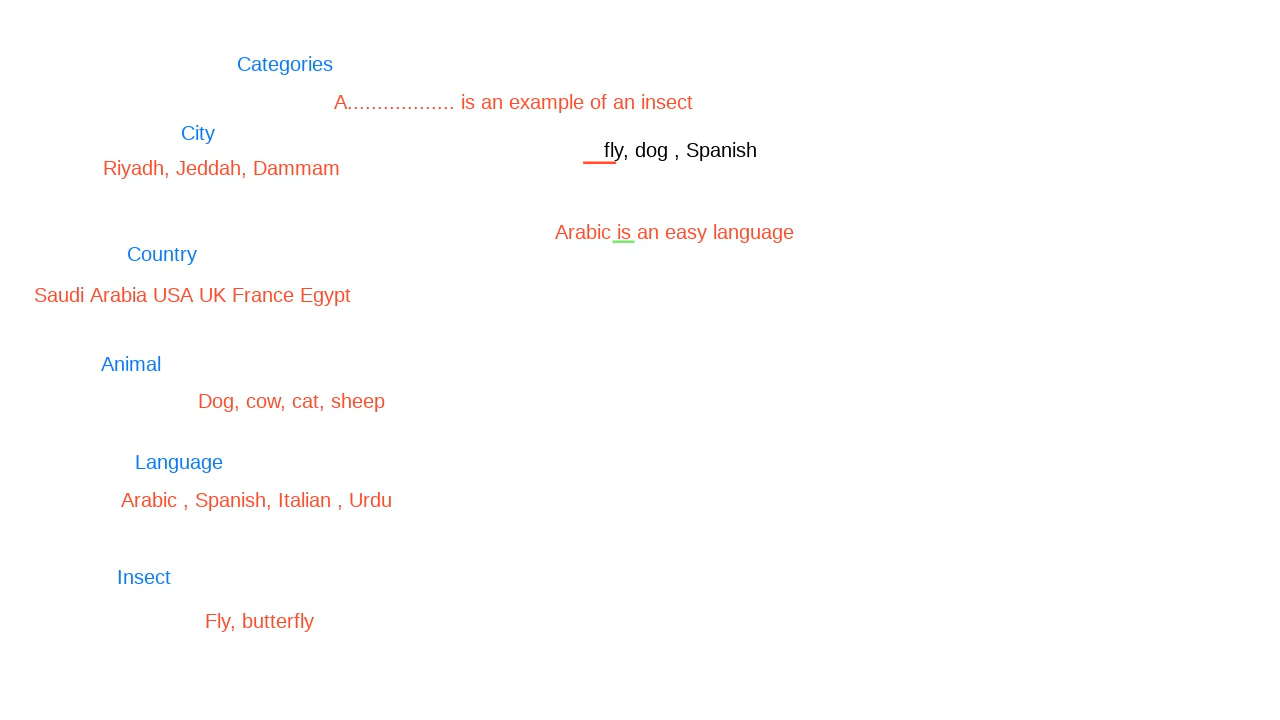 Categories
A.................. is an example of an insect
City
fly, dog , Spanish
Riyadh, Jeddah, Dammam
Arabic is an easy language
Country
Saudi Arabia USA UK France Egypt
Animal
Dog, cow, cat, sheep
Language
Arabic , Spanish, Italian , Urdu
Insect
Fly, butterfly